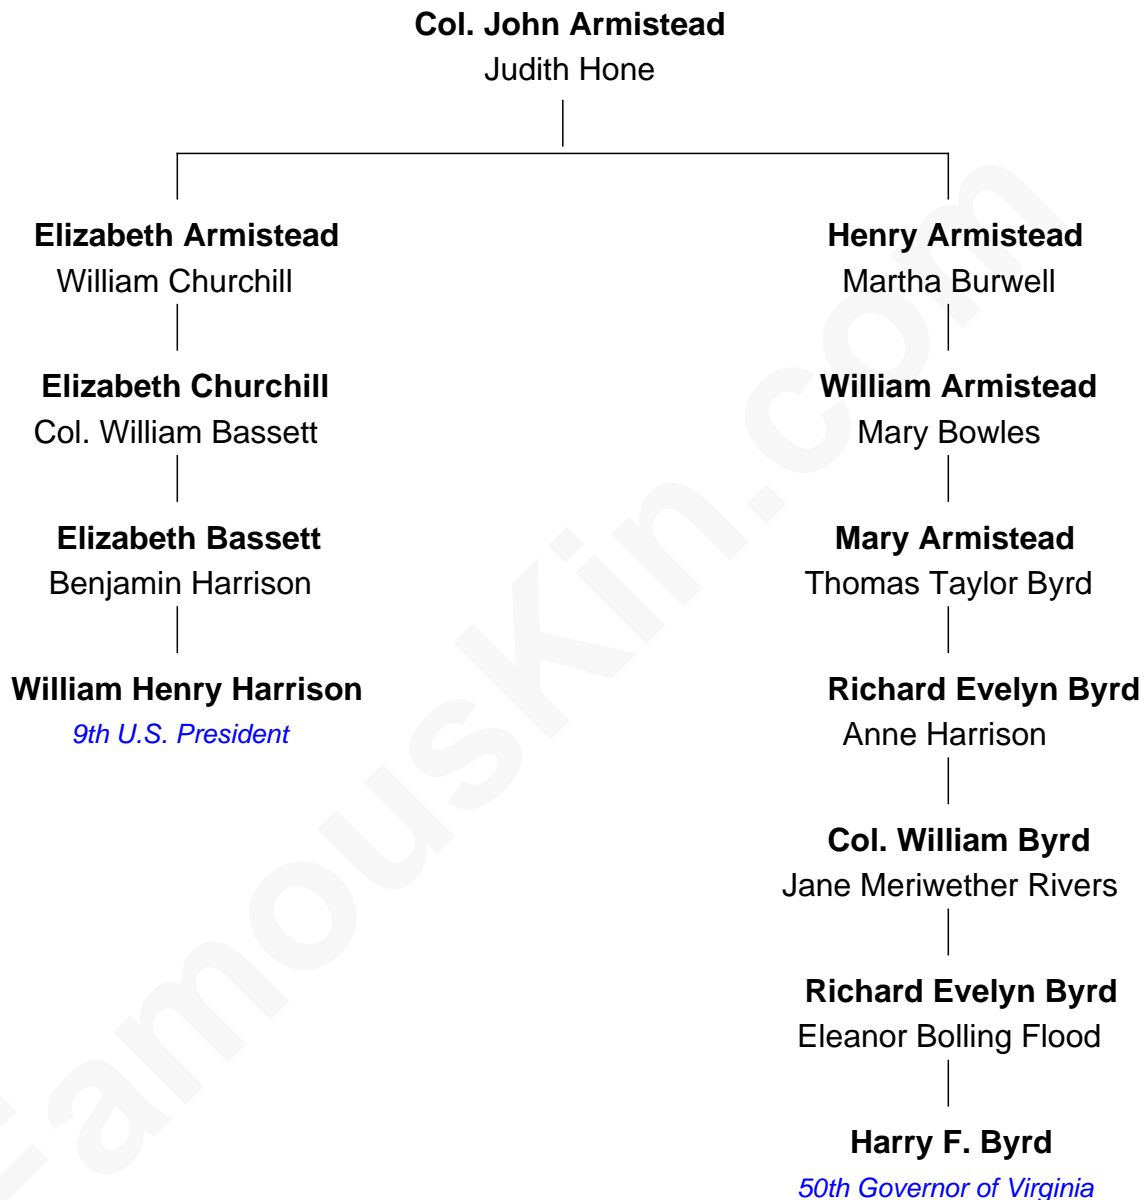 Col. John Armistead
Judith Hone
Elizabeth Armistead
William Churchill
Henry Armistead
Martha Burwell
Elizabeth Churchill
Col. William Bassett
William Armistead
Mary Bowles
Elizabeth Bassett
Benjamin Harrison
Mary Armistead
Thomas Taylor Byrd
William Henry Harrison
9th U.S. President
Richard Evelyn Byrd
Anne Harrison
Col. William Byrd
Jane Meriwether Rivers
Richard Evelyn Byrd
Eleanor Bolling Flood
Harry F. Byrd
50th Governor of Virginia
FamousKin.com